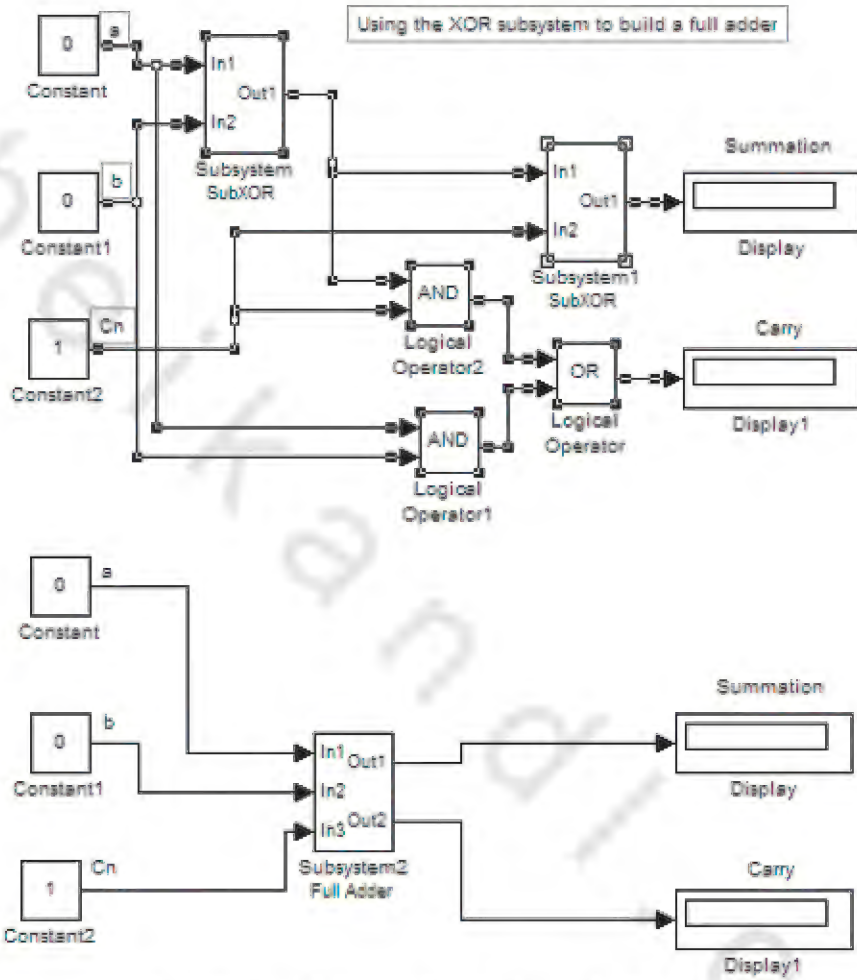 Using the XOR subsystem to build a full adder
0
a
Constant
In1
In2
Out1
Subsystem
SubXOR
0
b
Constant1
In1
In2
Out1
Subsystem1
SubXOR
Summation
Display
1
Cn
Constant2
AND
Logical
Operator2
OR
Logical
Operator
Carry
Display1
AND
Logical
Operator1
0
a
Constant
0
b
Constant1
1
Cn
Constant2
In1
In2
In3
Out1
Out2
Subsystem2
Full Adder
Summation
Display
Carry
Display1